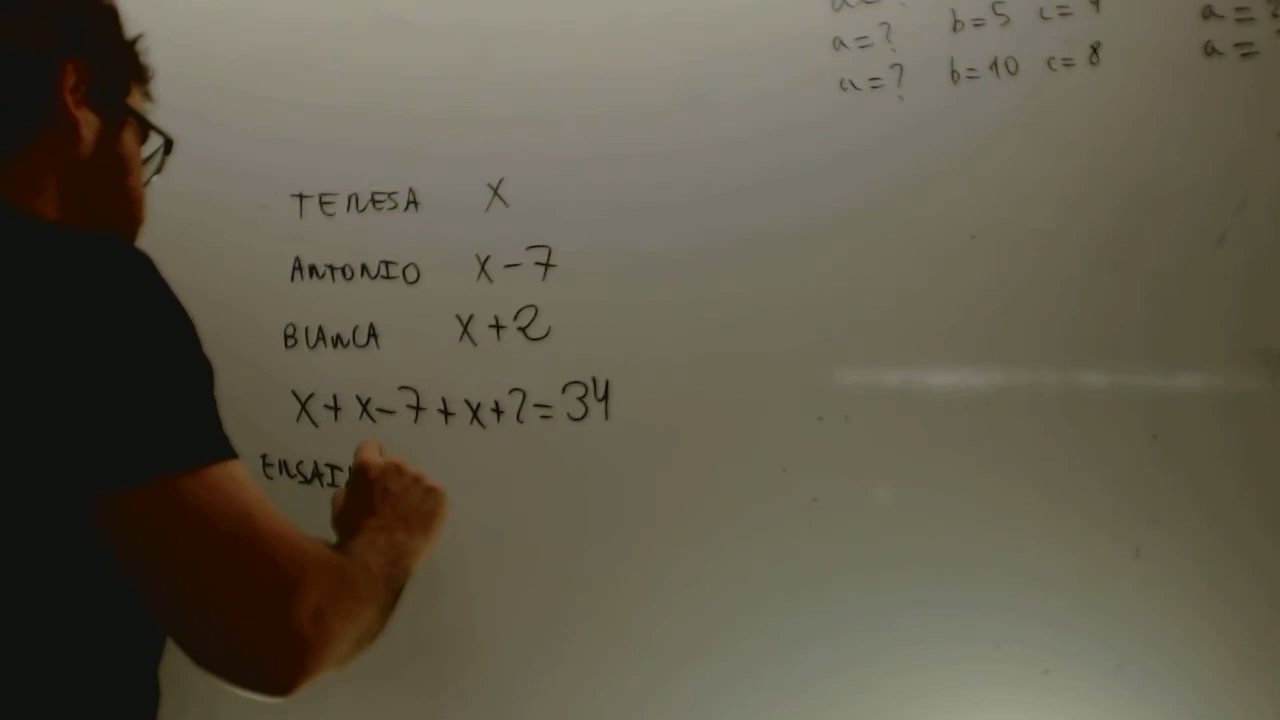 a=? b=5 c=4 a=
a=? b=10 c=8 a=
TERESA X
ANTONIO X-7
BLANCA X+2
X+X-7+X+2=34
ENSAI